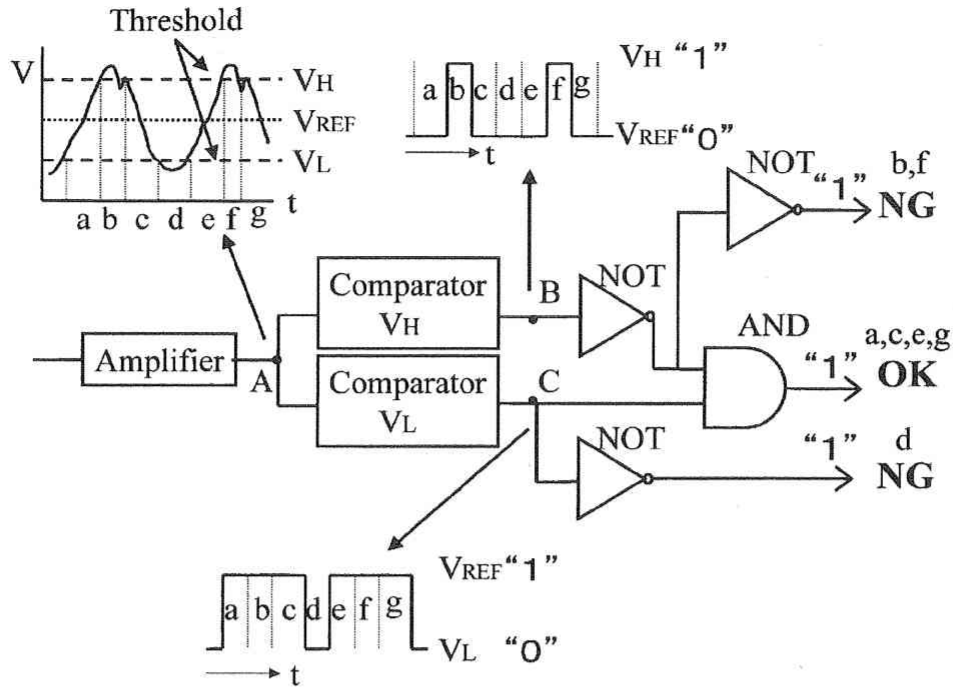 Threshold
V
VH
VREF
VL
a b c d e f g
t
VH “1”
a b c d e f g
VREF “0”
t
NOT “1” b,f
NG
Comparator
VH
B
NOT
AND
a,c,e,g
Amplifier
A
“1” OK
Comparator
VL
C
NOT
“1” d
NG
VREF “1”
a b c d e f g
VL “0”
t